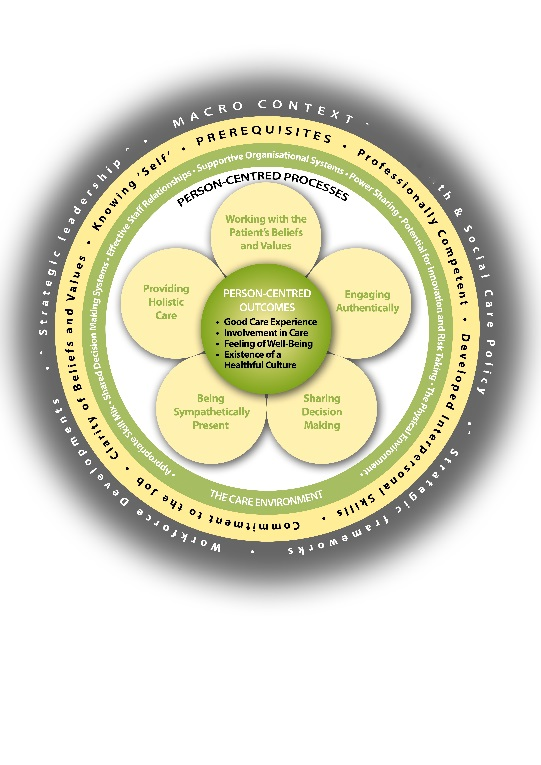 MACRO CONTEXT
th & Social Care Policy
Strategic frameworks
Workforce Developments
Strategic leadership
PREREQUISITES
Professionally Competent
Developed Interpersonal Skills
Commitment to the Job
Clarity of Beliefs and Values
Knowing 'Self'
THE CARE ENVIRONMENT
Appropriate Skill Mix • Shared Decision Making Systems • Effective Staff Relationships • Supportive Organisational Systems • Power Sharing • Potential for Innovation and Risk Taking • The Physical Environment •
PERSON-CENTRED PROCESSES
Working with the
Patient's Beliefs
and Values
Engaging
Authentically
Sharing
Decision
Making
Being
Sympathetically
Present
Providing
Holistic
Care
PERSON-CENTRED
OUTCOMES
• Good Care Experience
• Involvement in Care
• Feeling of Well-Being
• Existence of a
Healthful Culture